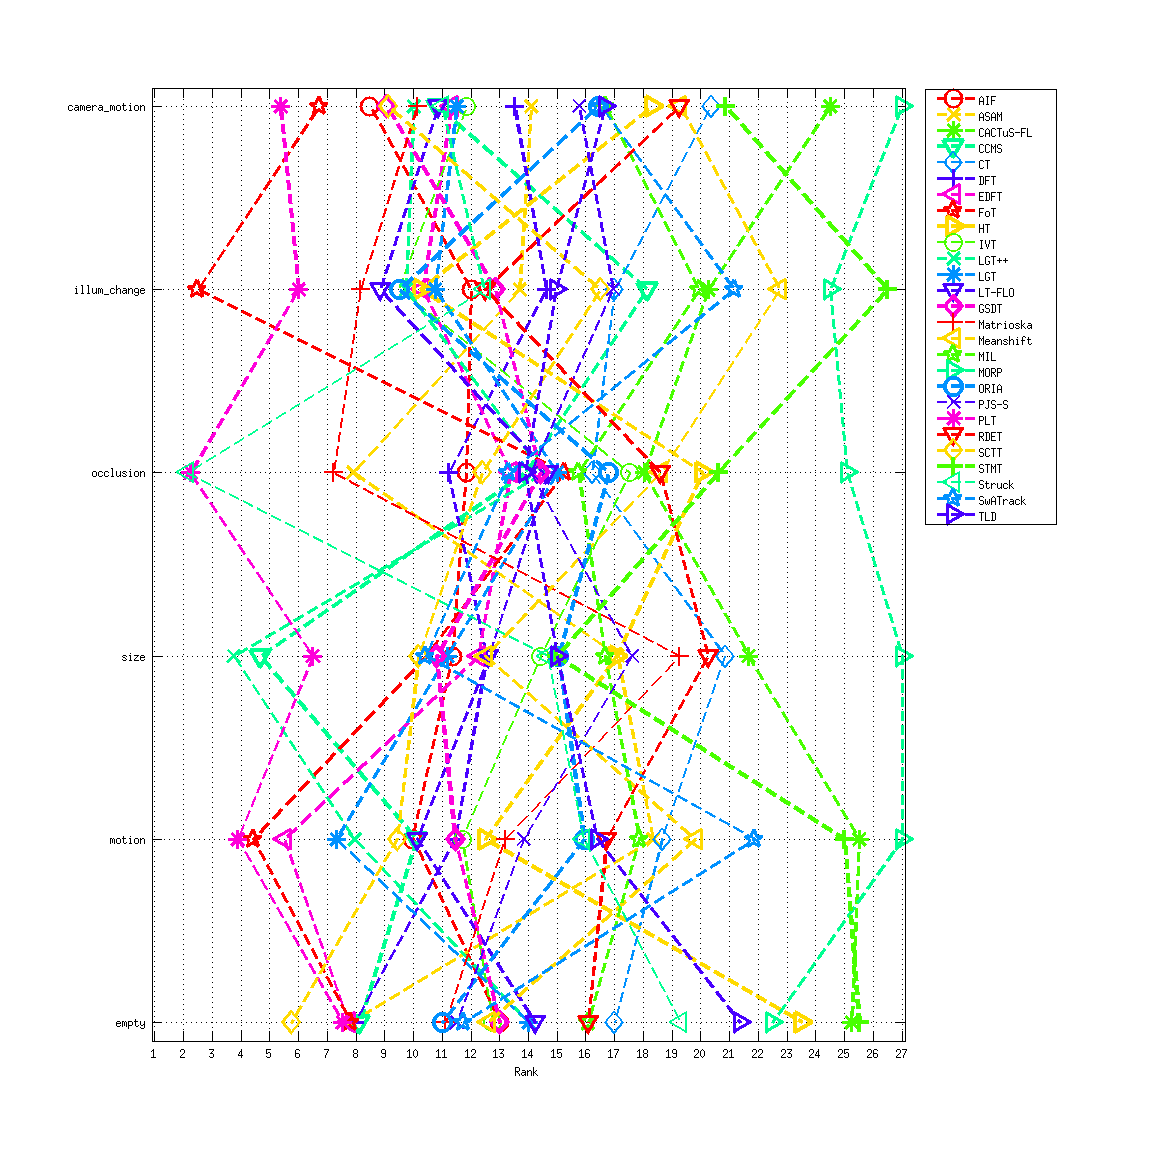 camera_motion
illum_change
occlusion
size
motion
empty
1 2 3 4 5 6 7 8 9 10 11 12 13 14 15 16 17 18 19 20 21 22 23 24 25 26 27
Rank
AIF
ASAM
CACTuS-FL
CCMS
CT
DFT
EDFT
FoT
HT
IVT
LGT++
LGT
LT-FLO
GSDT
Matrioska
Meanshift
MIL
MORP
ORIA
PJS-S
PLT
RDET
SCTT
STMT
Struck
SwATrack
TLD